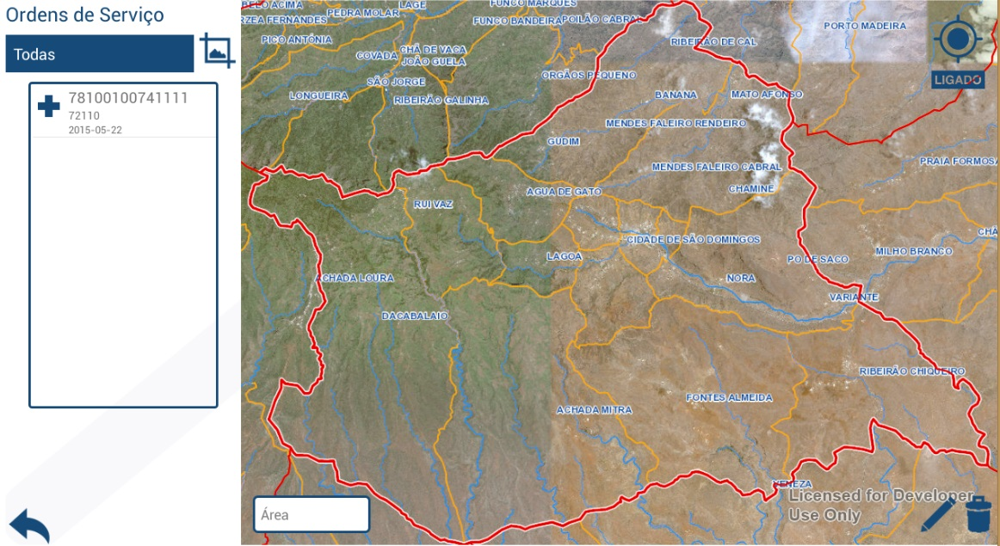 Ordens de Serviço
Todas
78100100741111
72110
2015-05-22
BELO ACIMA
LAGE
FUNCO MARQUES
RZEA FERNANDES
PEDRA MOLAR
FUNCO BANDEIRA
POILÃO CABRAL
PORTO MADEIRA
PICO ANTÓNIA
CHÃ DE VACA
RIBEIRÃO DE CAL
COVADA
JOÃO GUELA
LIGADO
SÃO JORGE
ORGÃOS PEQUENO
LONGUEIRA
RIBEIRÃO GALINHA
BANANA
MATO AFONSO
MENDES FALEIRO RENDEIRO
GUDIM
MENDES FALEIRO CABRAL
PRAIA FORMOSA
CHAMINE
AGUA DE GATO
RUI VAZ
CHÃ
CIDADE DE SÃO DOMINGOS
MILHO BRANCO
LAGOA
PO DE SACO
ACHADA LOURA
NORA
VARIANTE
DACABALAIO
RIBEIRÃO CHIQUEIRO
FONTES ALMEIDA
ACHADA MITRA
VENEZA
Licensed for Developer
Use Only
Área